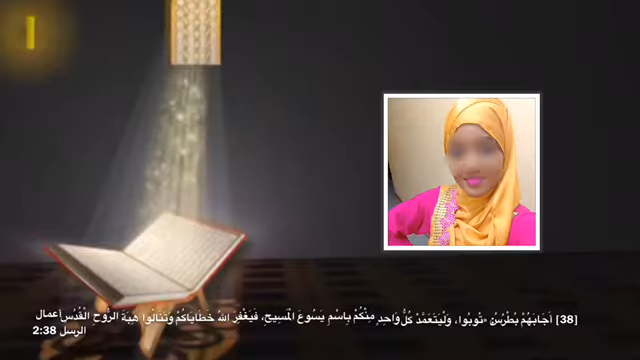 [38] أَجَابَهُمْ بُطْرُسُ: «تُوبُوا، وَلْيَتَعَمَّدْ كُلُّ وَاحِدٍ مِنْكُمْ بِاسْمِ يَسُوعَ الْمَسِيحِ، فَيَغْفِرَ اللهُ خَطَايَاكُمْ وَتَنَالُوا هِبَةَ الرُّوحِ الْقُدُسِ أعمال
الرسل 2:38